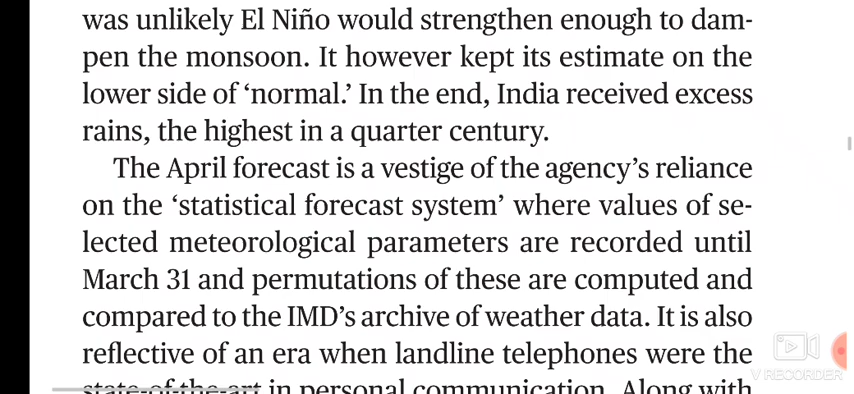 was unlikely El Niño would strengthen enough to dam-
pen the monsoon. It however kept its estimate on the
lower side of ‘normal.’ In the end, India received excess
rains, the highest in a quarter century.
The April forecast is a vestige of the agency’s reliance
on the ‘statistical forecast system’ where values of se-
lected meteorological parameters are recorded until
March 31 and permutations of these are computed and
compared to the IMD’s archive of weather data. It is also
reflective of an era when landline telephones were the
state-of-the-art in personal communication. Along with
V RECORDER